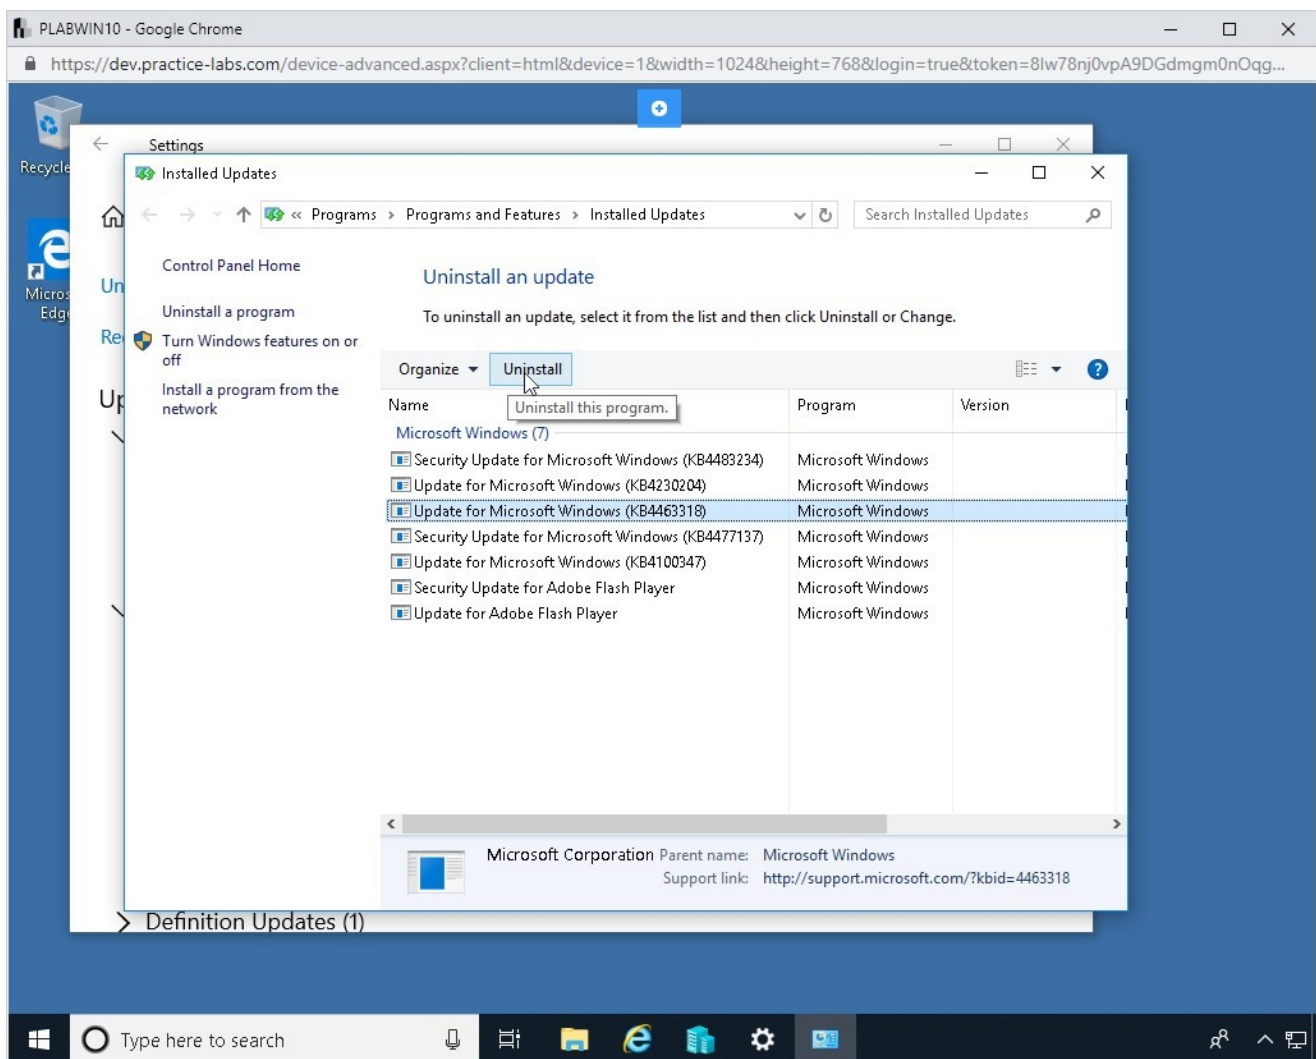 PLABWIN10 - Google Chrome
https://dev.practice-labs.com/device-advanced.aspx?client=html&device=1&width=1024&height=768&login=true&token=8lw78nj0vpA9DGdmgm0nOqg...
Recycle
Settings
Installed Updates
« Programs > Programs and Features > Installed Updates
Search Installed Updates
Micros
Edge
Un
Re
Up
Control Panel Home
Uninstall a program
Turn Windows features on or
off
Install a program from the
network
Uninstall an update
To uninstall an update, select it from the list and then click Uninstall or Change.
Organize
Uninstall
Uninstall this program.
Name Program Version
Microsoft Windows (7)
Security Update for Microsoft Windows (KB4483234) Microsoft Windows
Update for Microsoft Windows (KB4230204) Microsoft Windows
Update for Microsoft Windows (KB4463318) Microsoft Windows
Security Update for Microsoft Windows (KB4477137) Microsoft Windows
Update for Microsoft Windows (KB4100347) Microsoft Windows
Security Update for Adobe Flash Player Microsoft Windows
Update for Adobe Flash Player Microsoft Windows
Microsoft Corporation Parent name: Microsoft Windows
Support link: http://support.microsoft.com/?kbid=4463318
Definition Updates (1)
Type here to search